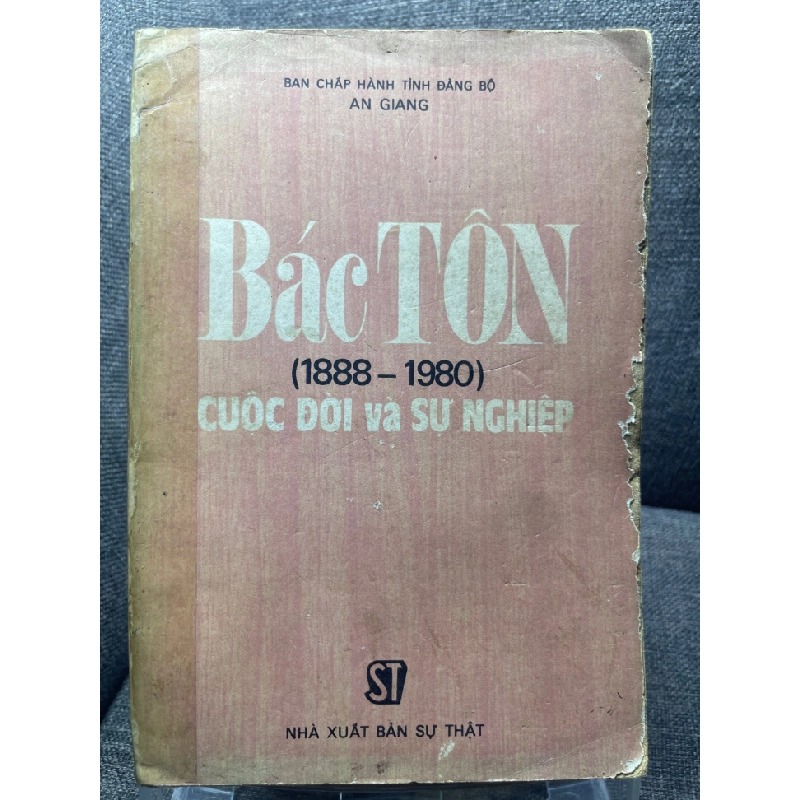 BAN CHẤP HÀNH TỈNH ĐẢNG BỘ
AN GIANG
Bác TÔN
(1888 – 1980)
CUỘC ĐỜI và SỰ NGHIỆP
ST
NHÀ XUẤT BẢN SỰ THẬT